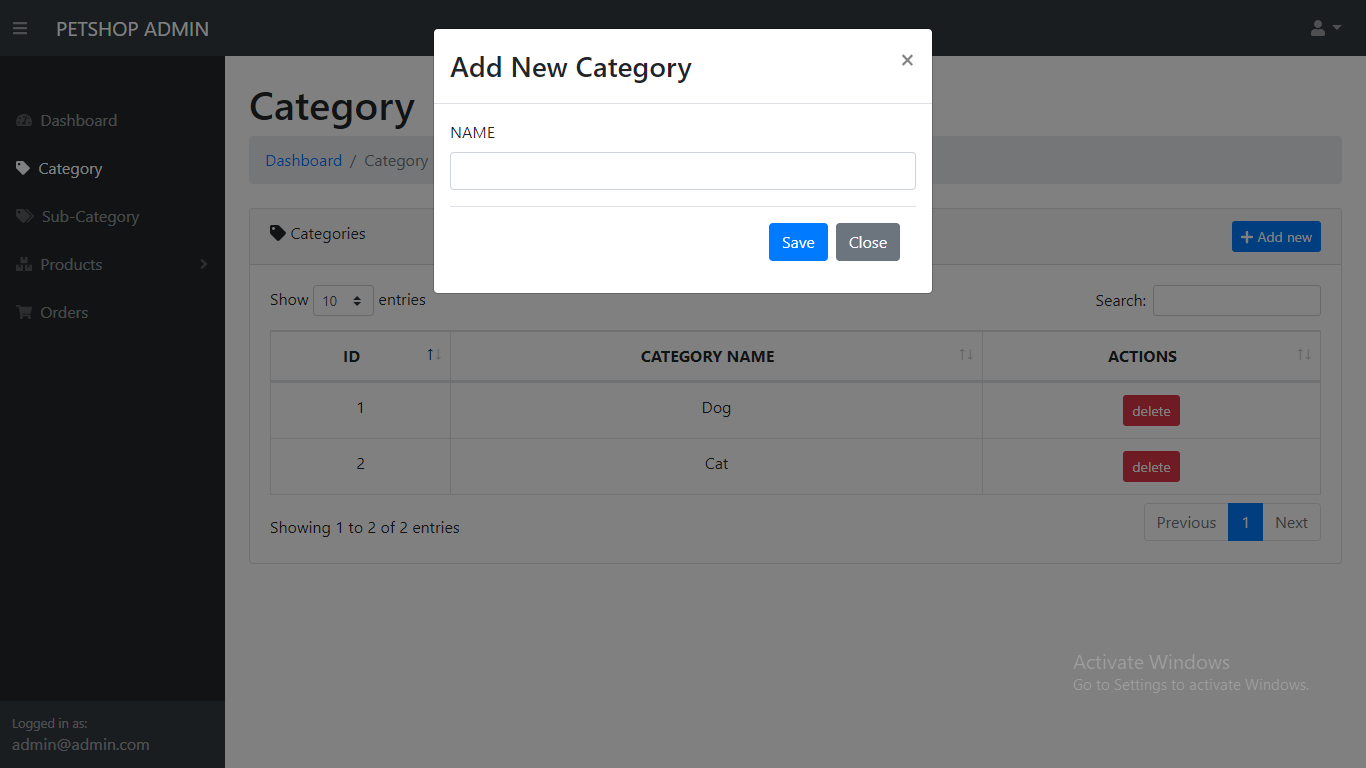 PETSHOP ADMIN
Add New Category
×
NAME
Save Close
Dashboard
Category
Sub-Category
Products
Orders
Logged in as:
admin@admin.com
Category
Dashboard / Category
Categories
Add new
Show 10 entries
Search:
ID CATEGORY NAME ACTIONS
1 Dog delete
2 Cat delete
Showing 1 to 2 of 2 entries
Previous 1 Next
Activate Windows
Go to Settings to activate Windows.